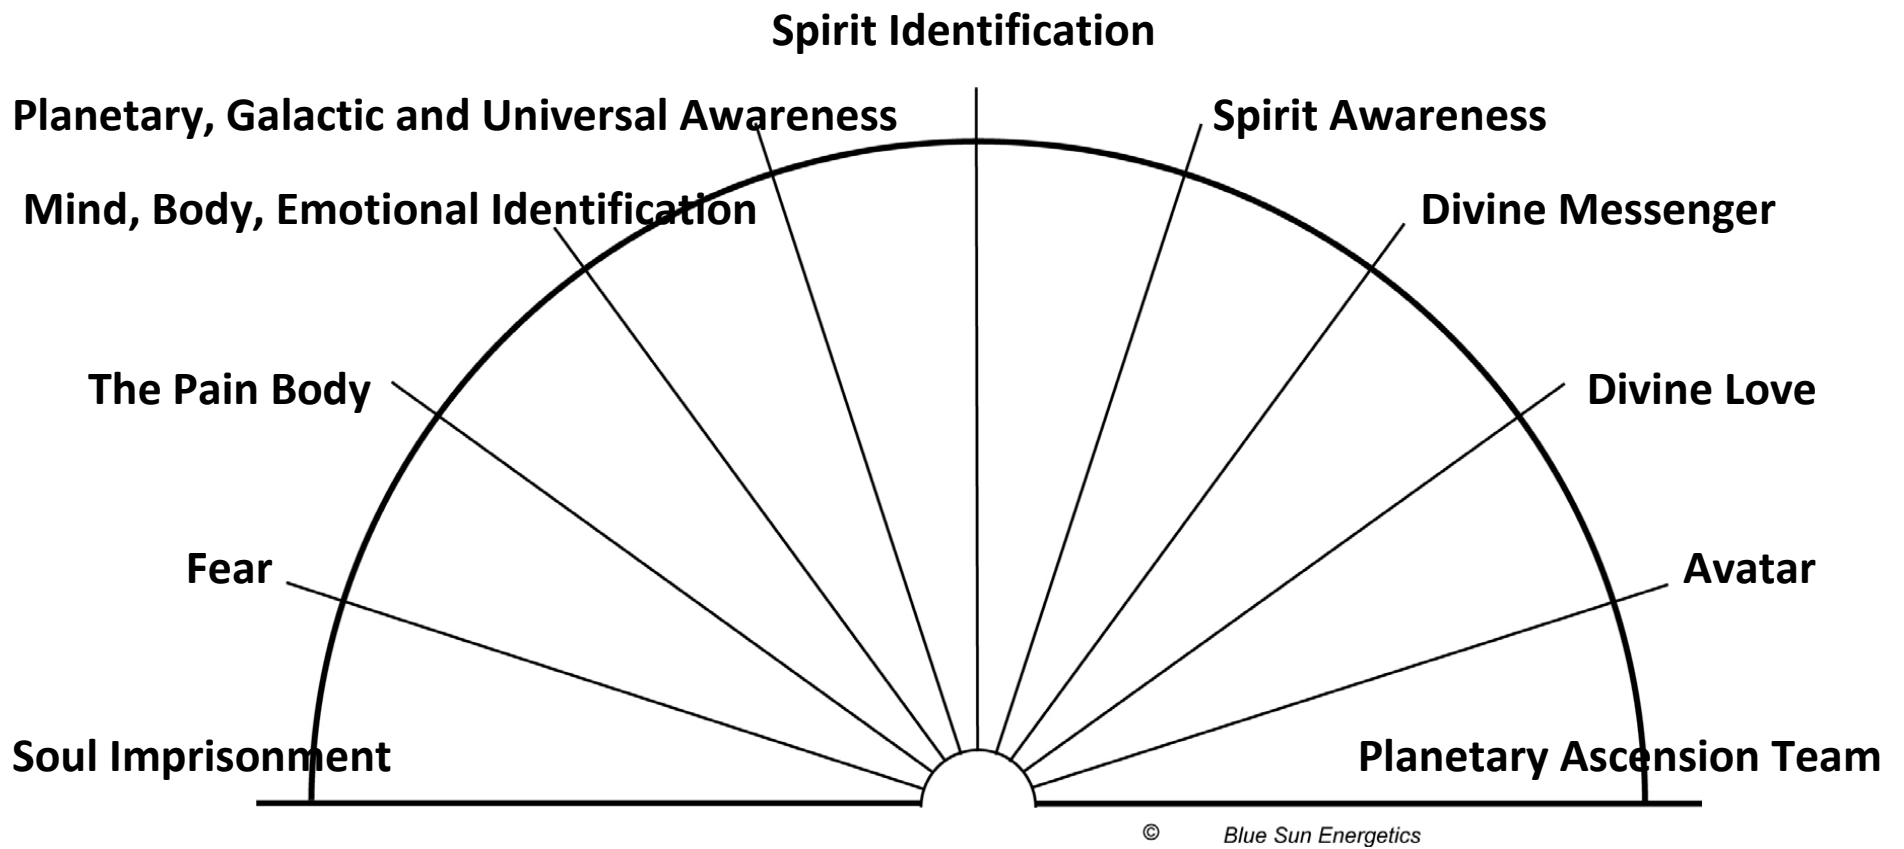 Spirit Identification
Planetary, Galactic and Universal Awareness
Spirit Awareness
Mind, Body, Emotional Identification
Divine Messenger
The Pain Body
Divine Love
Fear
Avatar
Soul Imprisonment
Planetary Ascension Team
© Blue Sun Energetics